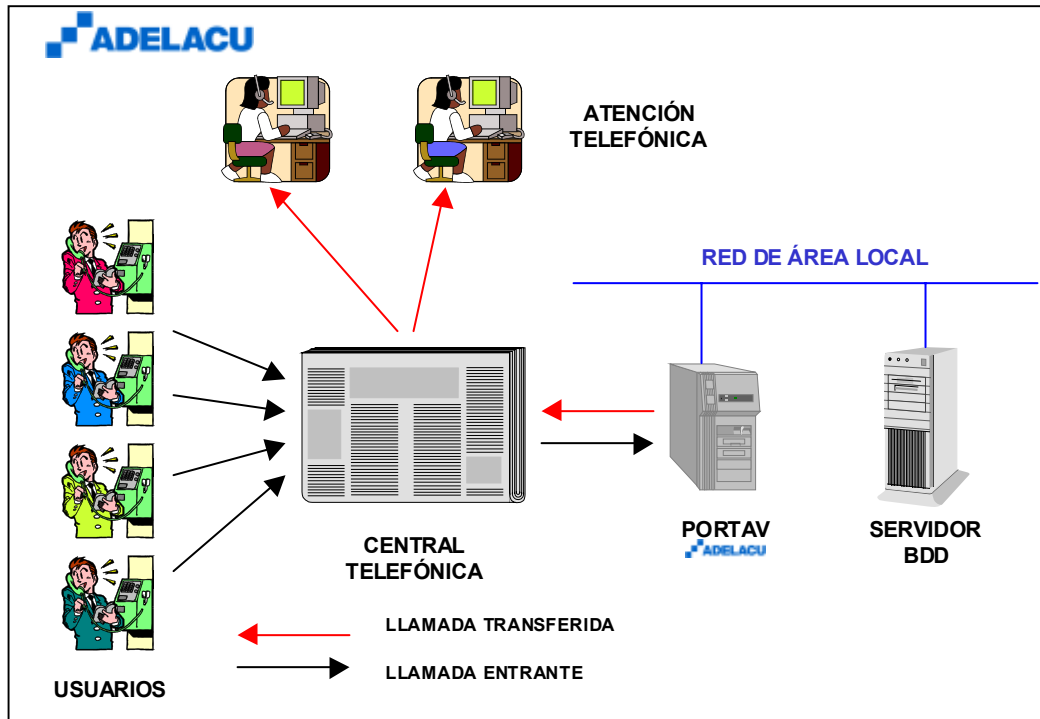 ADELACU
ATENCIÓN
TELEFÓNICA
RED DE ÁREA LOCAL
CENTRAL
TELEFÓNICA
PORTAV
ADELACU
SERVIDOR
BDD
LLAMADA TRANSFERIDA
LLAMADA ENTRANTE
USUARIOS